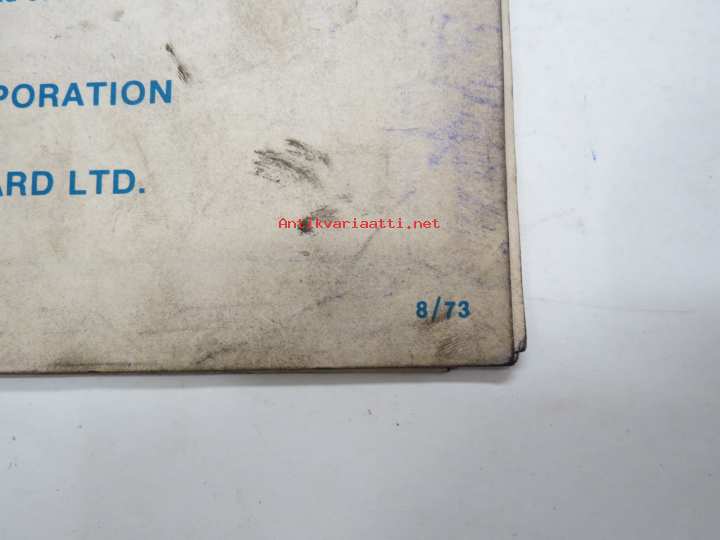 PORATION
ARD LTD.
Antikvariaatti.net
8/73